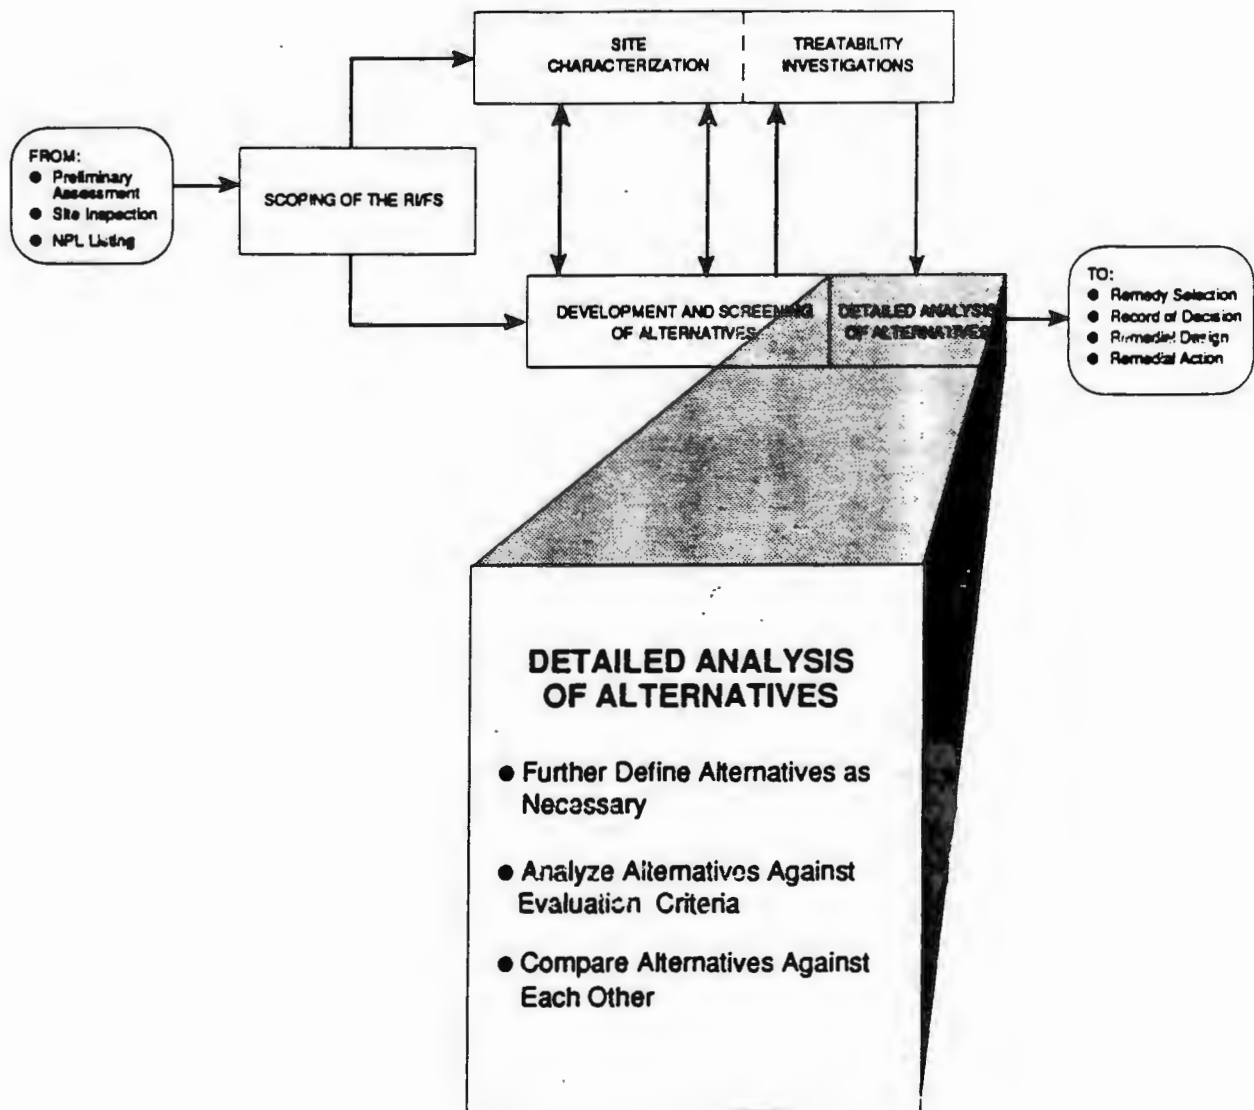 SITE
CHARACTERIZATION
TREATABILITY
INVESTIGATIONS
FROM:
● Preliminary
Assessment
● Site Inspection
● NPL Listing
SCOPING OF THE RI/FS
DEVELOPMENT AND SCREENING
OF ALTERNATIVES
DETAILED ANALYSIS
OF ALTERNATIVES
TO:
● Remedy Selection
● Record of Decision
● Remedial Design
● Remedial Action
DETAILED ANALYSIS
OF ALTERNATIVES
● Further Define Alternatives as
Necessary
● Analyze Alternatives Against
Evaluation Criteria
● Compare Alternatives Against
Each Other